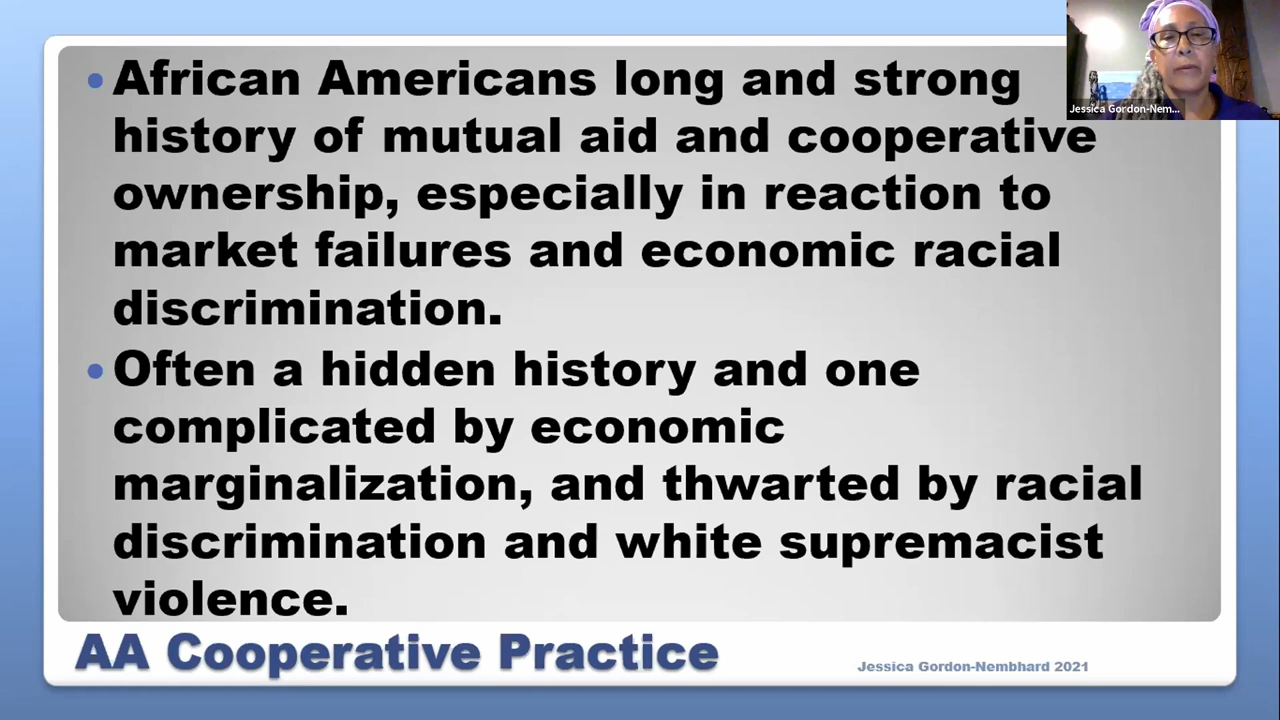 • African Americans long and strong
history of mutual aid and cooperative
ownership, especially in reaction to
market failures and economic racial
discrimination.
• Often a hidden history and one
complicated by economic
marginalization, and thwarted by racial
discrimination and white supremacist
violence.
AA Cooperative Practice
Jessica Gordon-Nembhard 2021
Jessica Gordon-Nem...